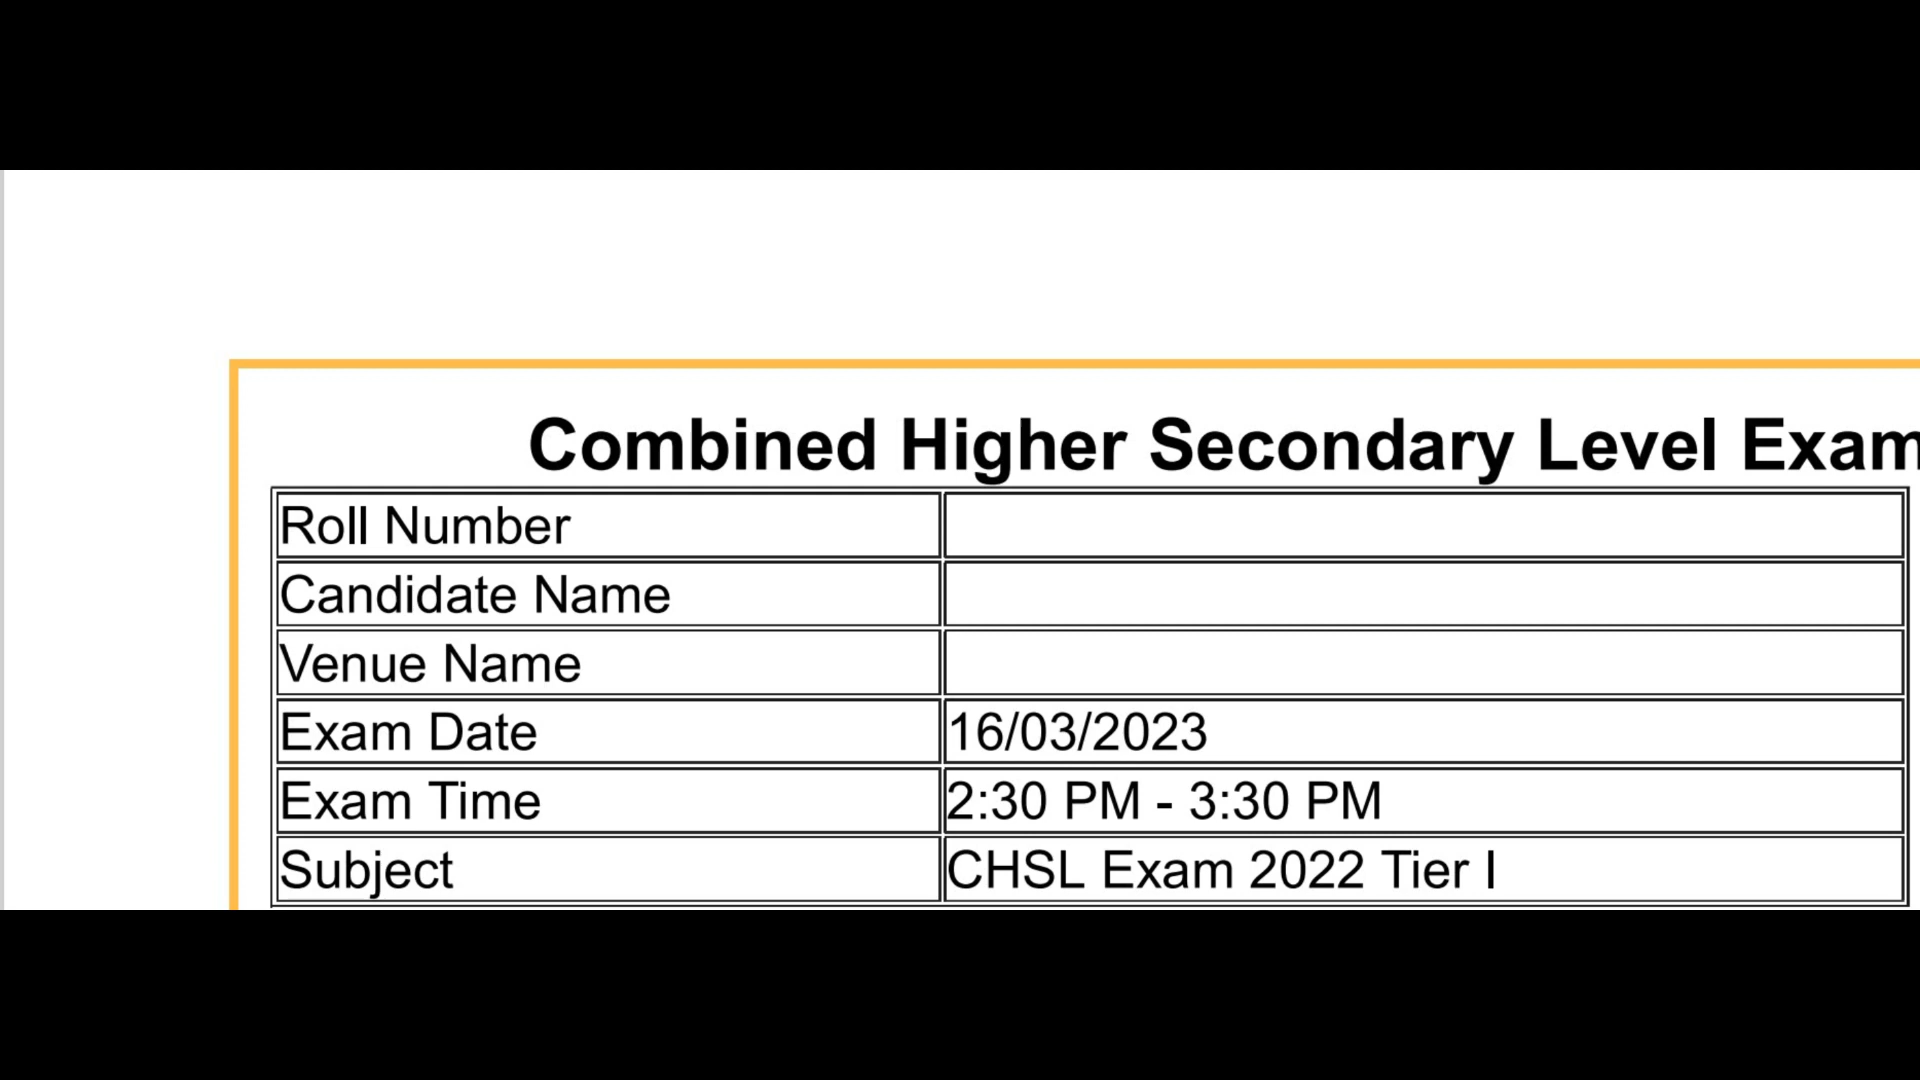 Combined Higher Secondary Level Exam
Roll Number
Candidate Name
Venue Name
Exam Date 16/03/2023
Exam Time 2:30 PM - 3:30 PM
Subject CHSL Exam 2022 Tier I